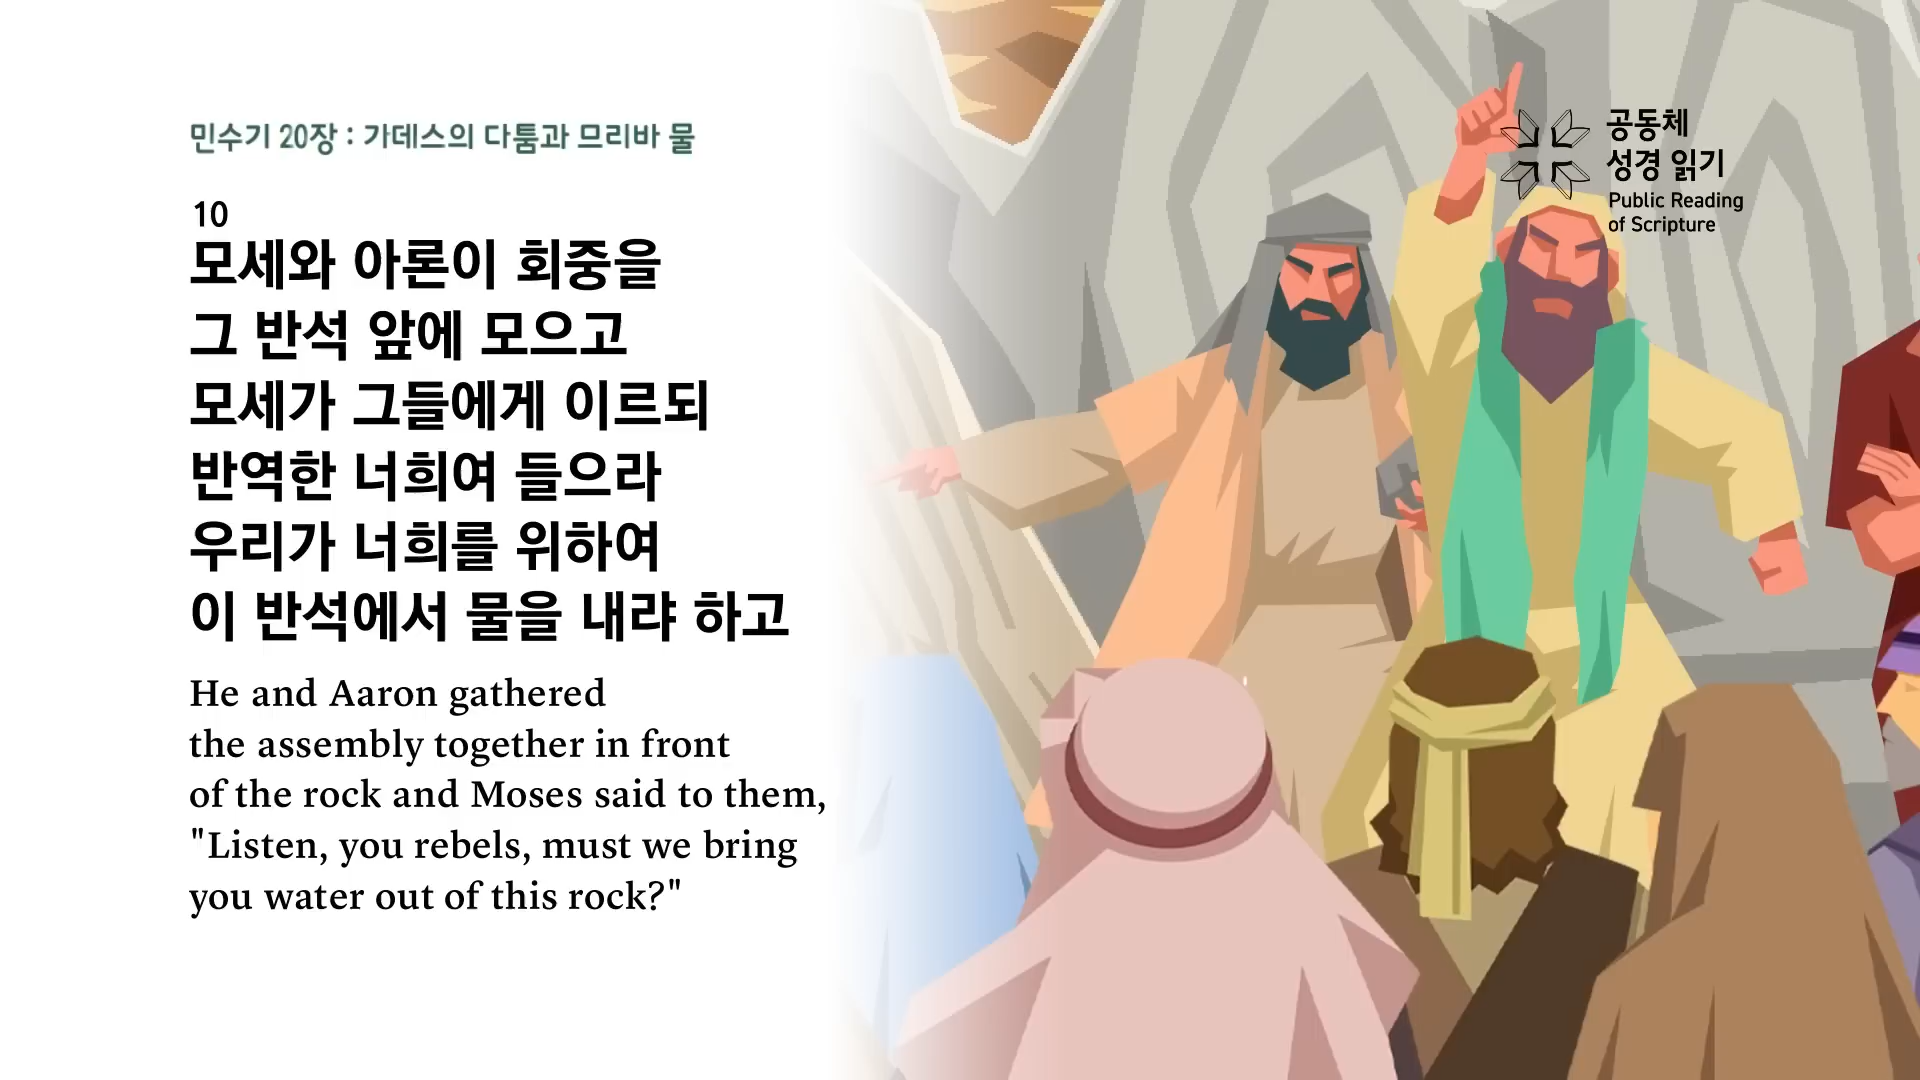 민수기 20장 : 가데스의 다툼과 므리바 물
10
모세와 아론이 회중을
그 반석 앞에 모으고
모세가 그들에게 이르되
반역한 너희여 들으라
우리가 너희를 위하여
이 반석에서 물을 내랴 하고
He and Aaron gathered
the assembly together in front
of the rock and Moses said to them,
"Listen, you rebels, must we bring
you water out of this rock?"
공동체
성경 읽기
Public Reading
of Scripture